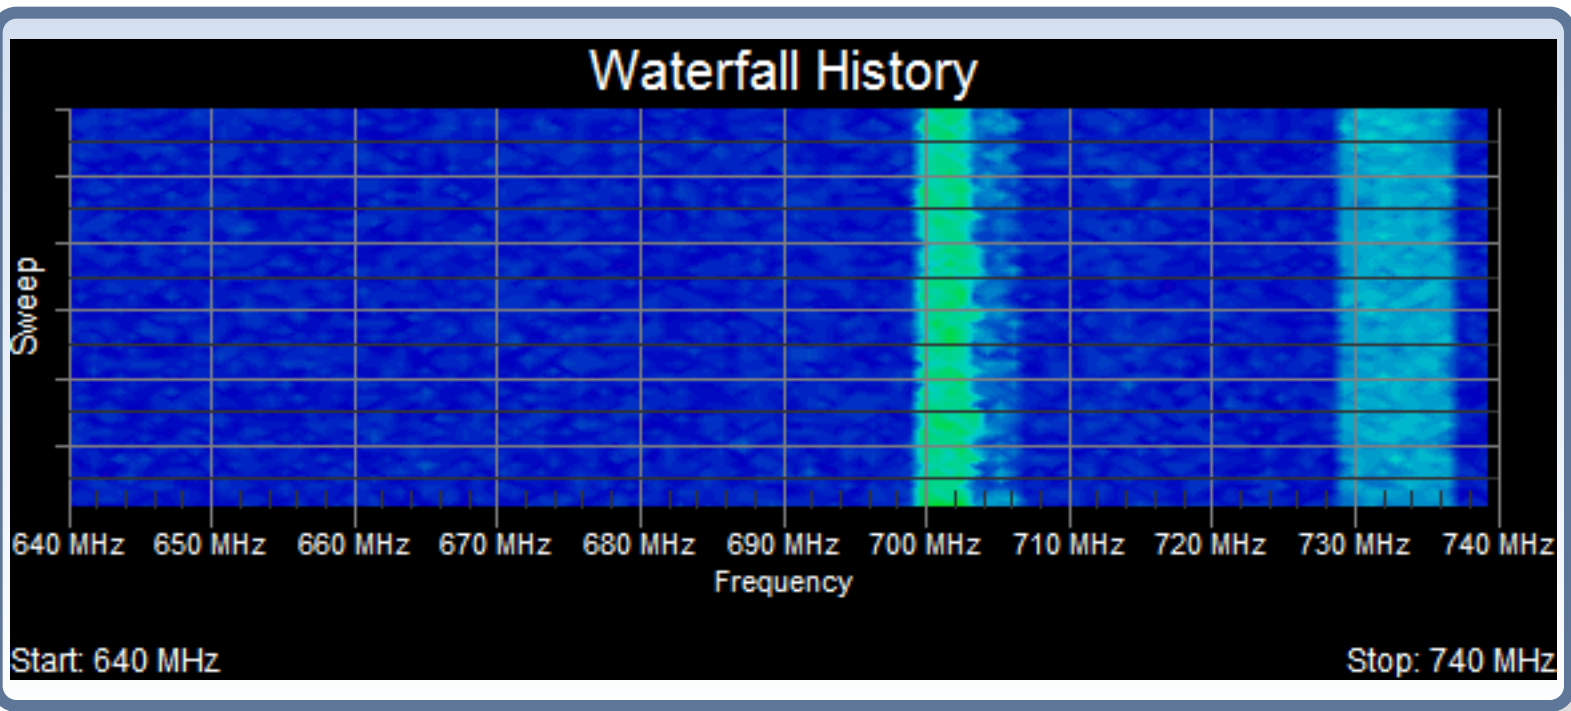 Waterfall History
Sweep
640 MHz 650 MHz 660 MHz 670 MHz 680 MHz 690 MHz 700 MHz 710 MHz 720 MHz 730 MHz 740 MHz
Frequency
Start: 640 MHz Stop: 740 MHz